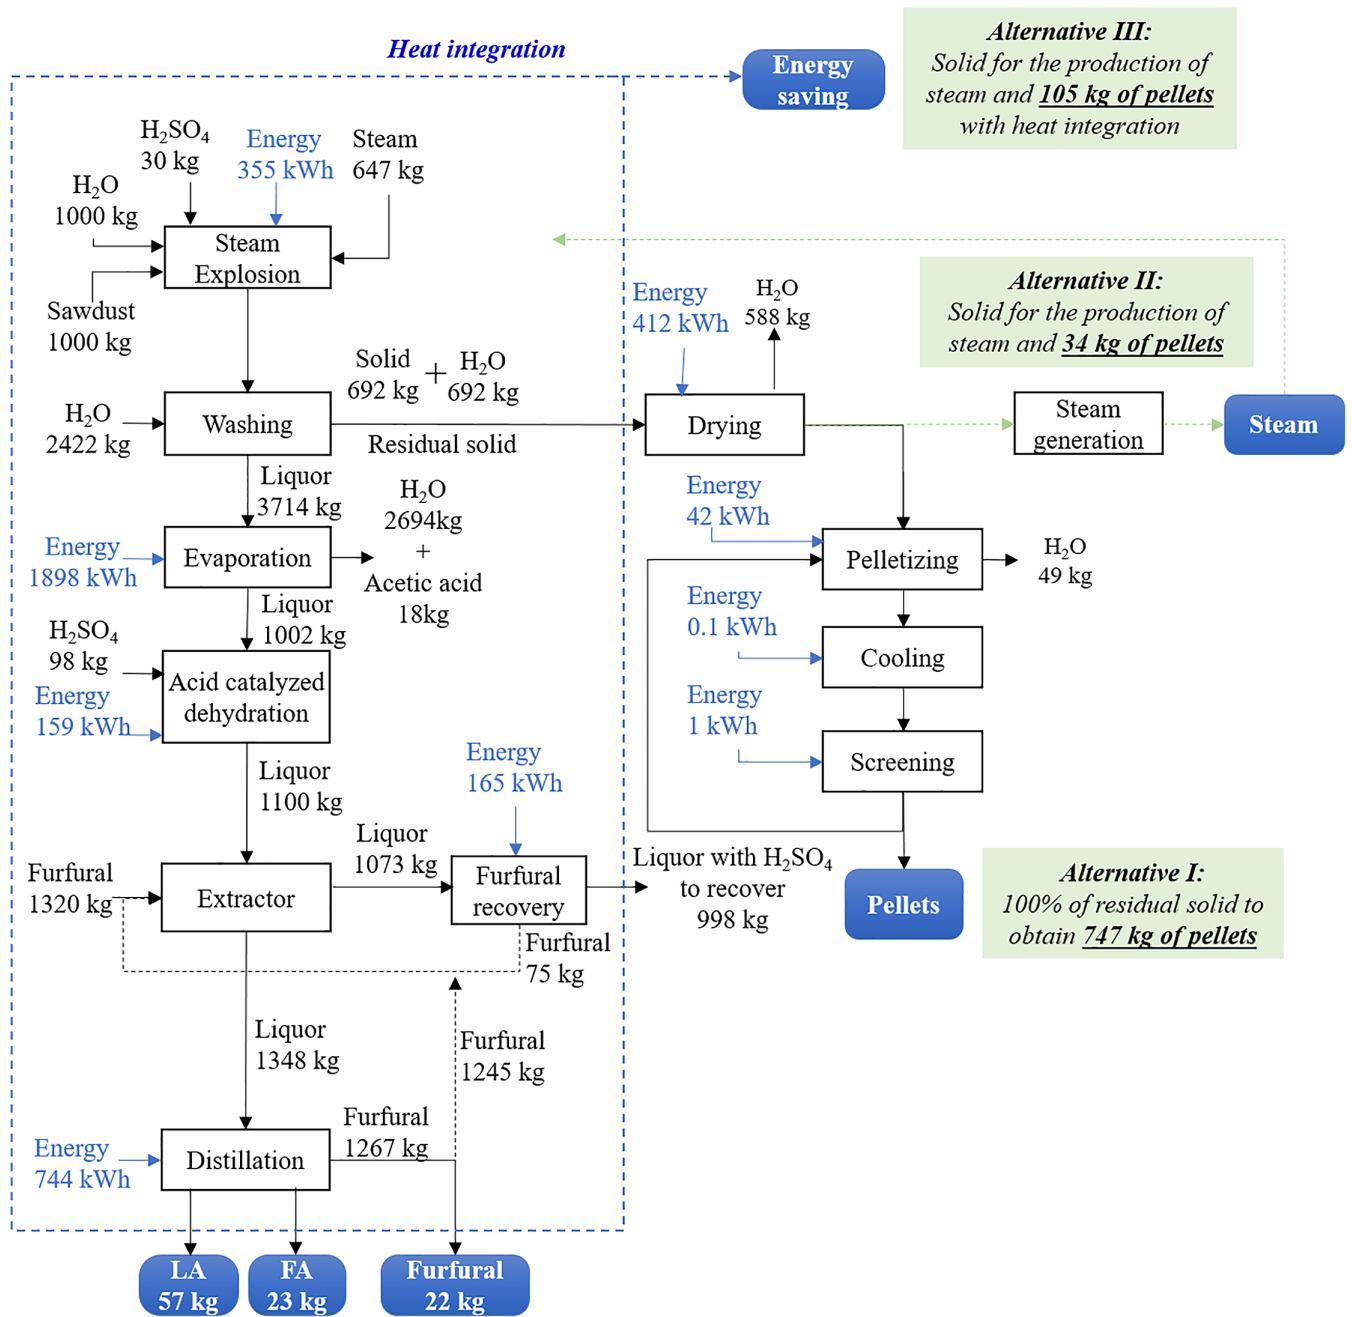 Heat integration
Energy
saving
Alternative III:
Solid for the production of
steam and 105 kg of pellets
with heat integration
H₂SO₄
30 kg
Energy
355 kWh
Steam
647 kg
H₂O
1000 kg
Steam
Explosion
Sawdust
1000 kg
Energy
412 kWh
H₂O
588 kg
Alternative II:
Solid for the production of
steam and 34 kg of pellets
Solid
692 kg
+
H₂O
692 kg
H₂O
2422 kg
Washing
Residual solid
Drying
Steam
generation
Steam
Liquor
3714 kg
H₂O
2694kg
+
Acetic acid
18kg
Energy
1898 kWh
Evaporation
Energy
42 kWh
Pelletizing
H₂O
49 kg
Liquor
1002 kg
H₂SO₄
98 kg
Energy
159 kWh
Acid catalyzed
dehydration
Energy
0.1 kWh
Cooling
Energy
1 kWh
Screening
Liquor
1100 kg
Energy
165 kWh
Furfural
1320 kg
Extractor
Liquor
1073 kg
Furfural
recovery
Liquor with H₂SO₄
to recover
998 kg
Pellets
Alternative I:
100% of residual solid to
obtain 747 kg of pellets
Furfural
75 kg
Liquor
1348 kg
Furfural
1245 kg
Energy
744 kWh
Distillation
Furfural
1267 kg
LA
57 kg
FA
23 kg
Furfural
22 kg